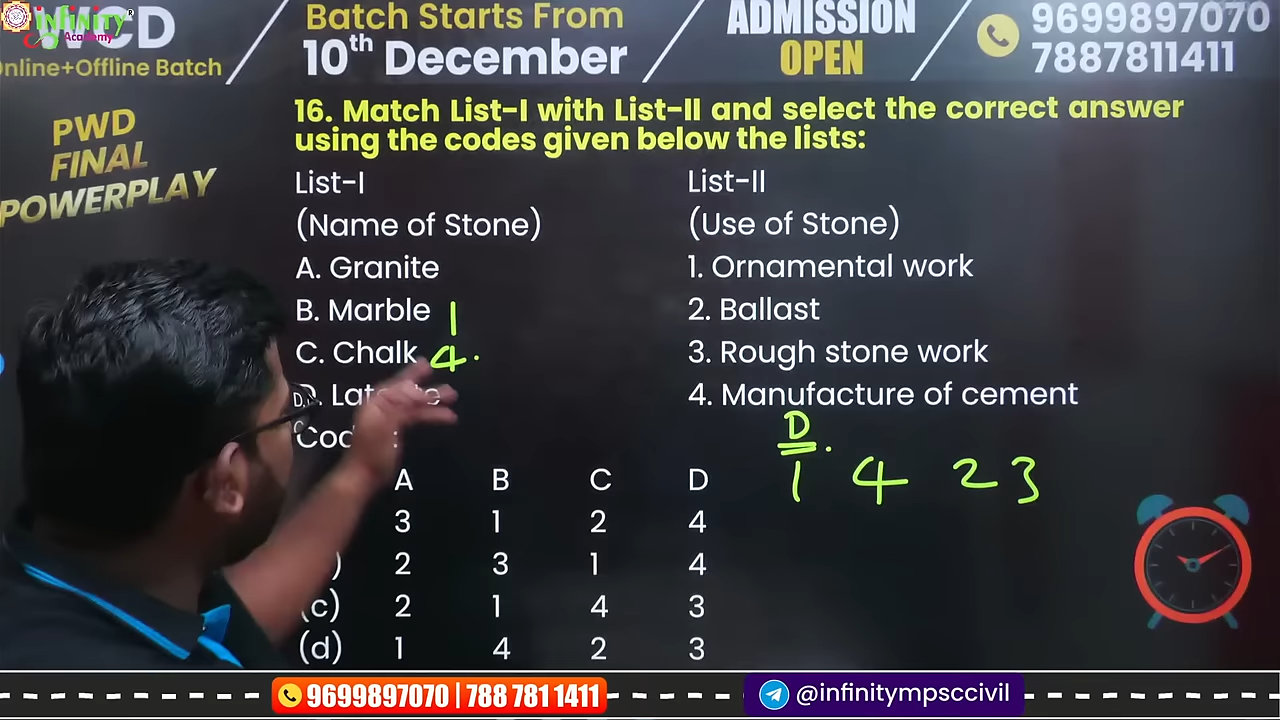 infinity
Academy
VCD
Online+Offline Batch
Batch Starts From
10th December
ADMISSION
OPEN
9699897070
7887811411
PWD
FINAL
POWERPLAY
16. Match List-I with List-II and select the correct answer
using the codes given below the lists:
List-I List-II
(Name of Stone) (Use of Stone)
A. Granite 1. Ornamental work
B. Marble 1 2. Ballast
C. Chalk 4. 3. Rough stone work
D. 4. Manufacture of cement
D.
1 4 2 3
A B C D
3 1 2 4
2 3 1 4
(c) 2 1 4 3
(d) 1 4 2 3
9699897070 | 788 781 1411
@infinitympsccivil